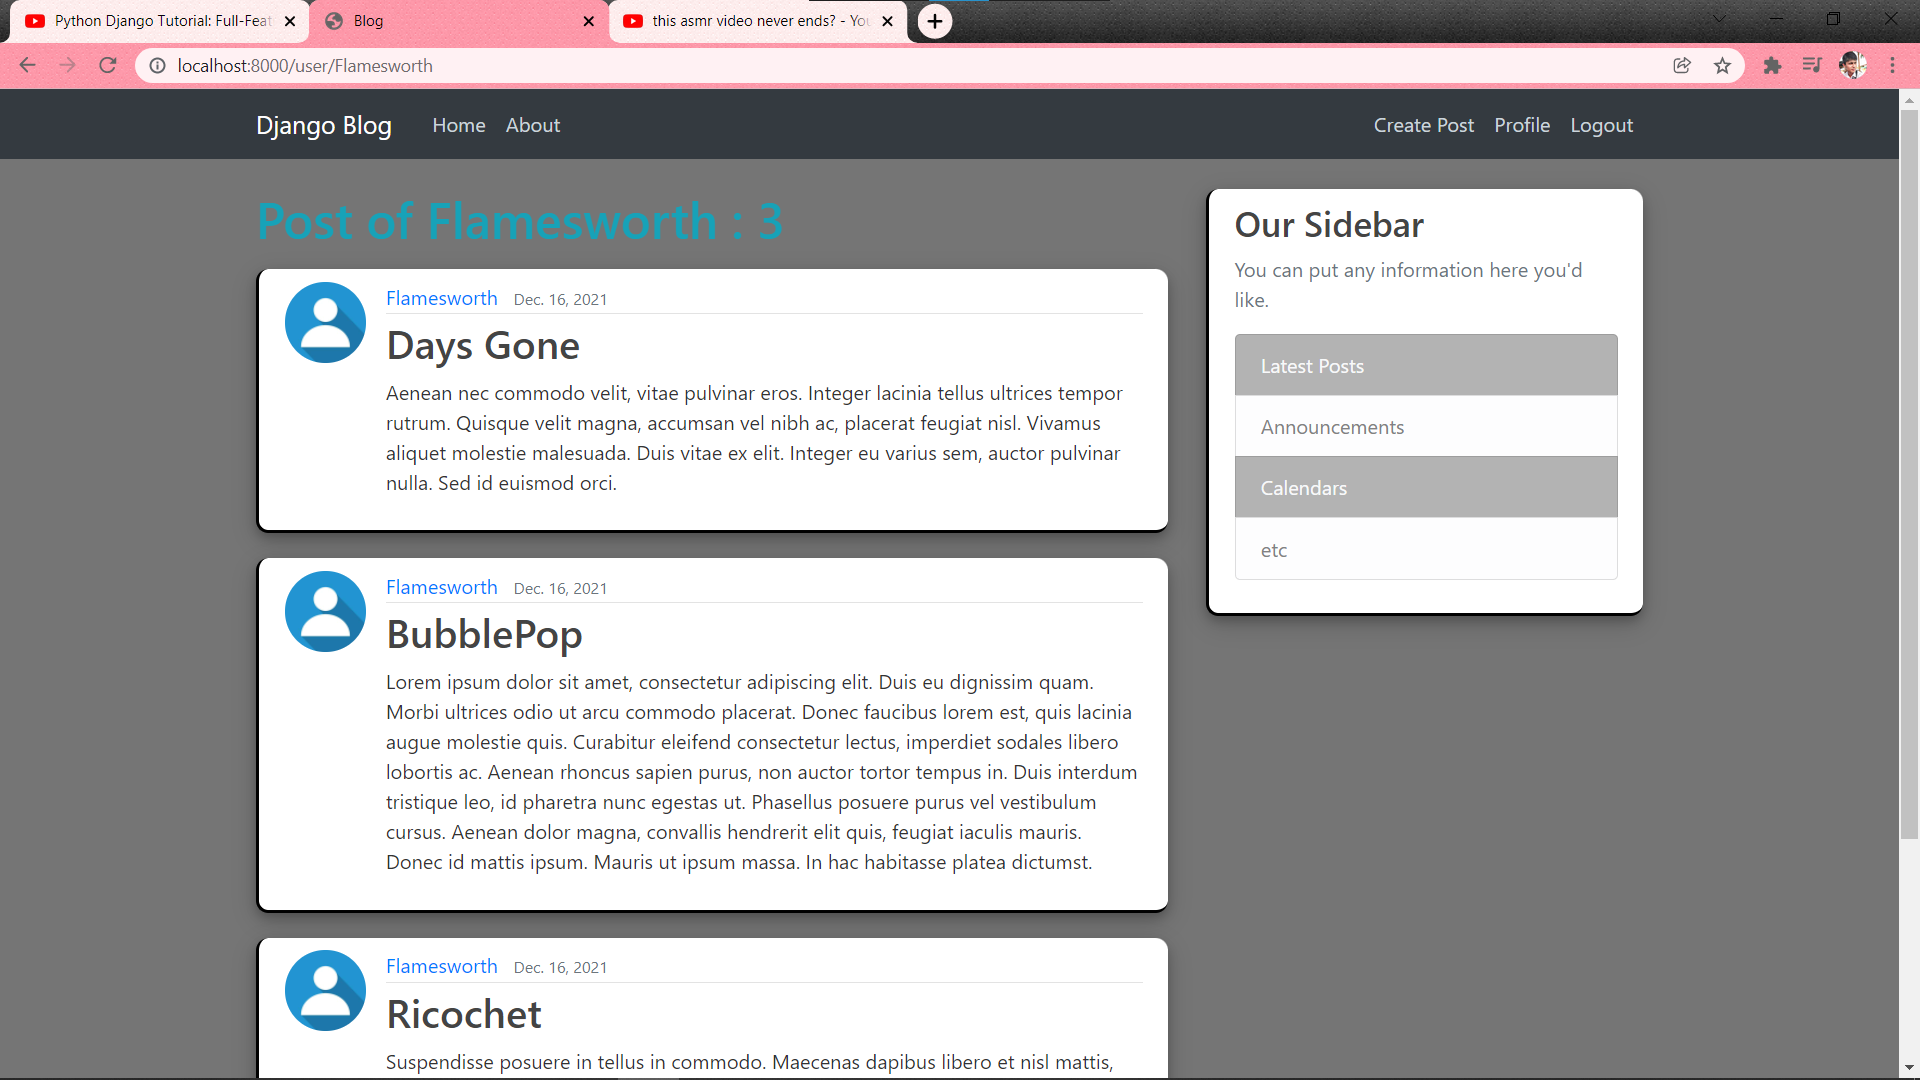 Python Django Tutorial: Full-Feat
Blog
this asmr video never ends? - You
localhost:8000/user/Flamesworth
Django Blog
Home
About
Create Post
Profile
Logout
Post of Flamesworth : 3
Flamesworth Dec. 16, 2021
Days Gone
Aenean nec commodo velit, vitae pulvinar eros. Integer lacinia tellus ultrices tempor
rutrum. Quisque velit magna, accumsan vel nibh ac, placerat feugiat nisl. Vivamus
aliquet molestie malesuada. Duis vitae ex elit. Integer eu varius sem, auctor pulvinar
nulla. Sed id euismod orci.
Flamesworth Dec. 16, 2021
BubblePop
Lorem ipsum dolor sit amet, consectetur adipiscing elit. Duis eu dignissim quam.
Morbi ultrices odio ut arcu commodo placerat. Donec faucibus lorem est, quis lacinia
augue molestie quis. Curabitur eleifend consectetur lectus, imperdiet sodales libero
lobortis ac. Aenean rhoncus sapien purus, non auctor tortor tempus in. Duis interdum
tristique leo, id pharetra nunc egestas ut. Phasellus posuere purus vel vestibulum
cursus. Aenean dolor magna, convallis hendrerit elit quis, feugiat iaculis mauris.
Donec id mattis ipsum. Mauris ut ipsum massa. In hac habitasse platea dictumst.
Flamesworth Dec. 16, 2021
Ricochet
Suspendisse posuere in tellus in commodo. Maecenas dapibus libero et nisl mattis,
Our Sidebar
You can put any information here you'd
like.
Latest Posts
Announcements
Calendars
etc